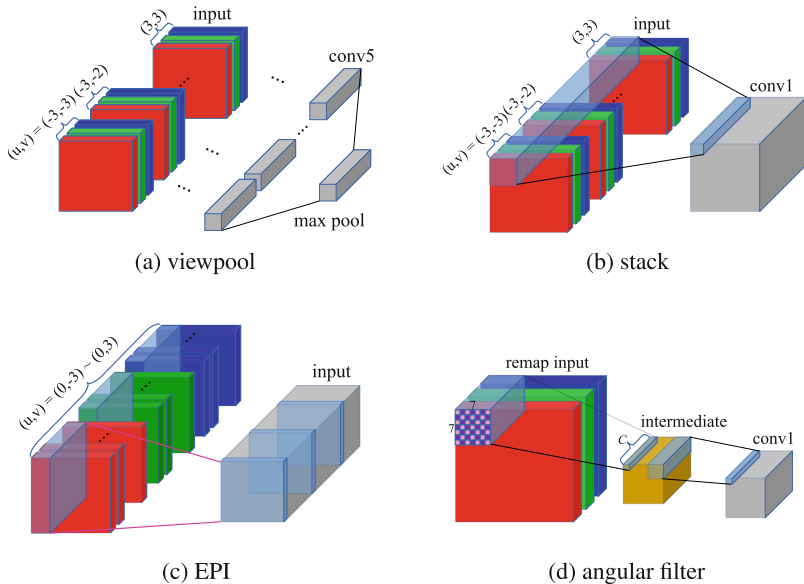 input
(3,3)
conv5
(u,v) = (-3,-3) (-3,-2)
...
...
...
...
...
max pool
(a) viewpool
input
(3,3)
conv1
(u,v) = (-3,-3)(-3,-2)
...
(b) stack
(u,v) = (0,-3) ~ (0,3)
...
...
...
input
(c) EPI
remap input
7
7
intermediate
C
conv1
(d) angular filter